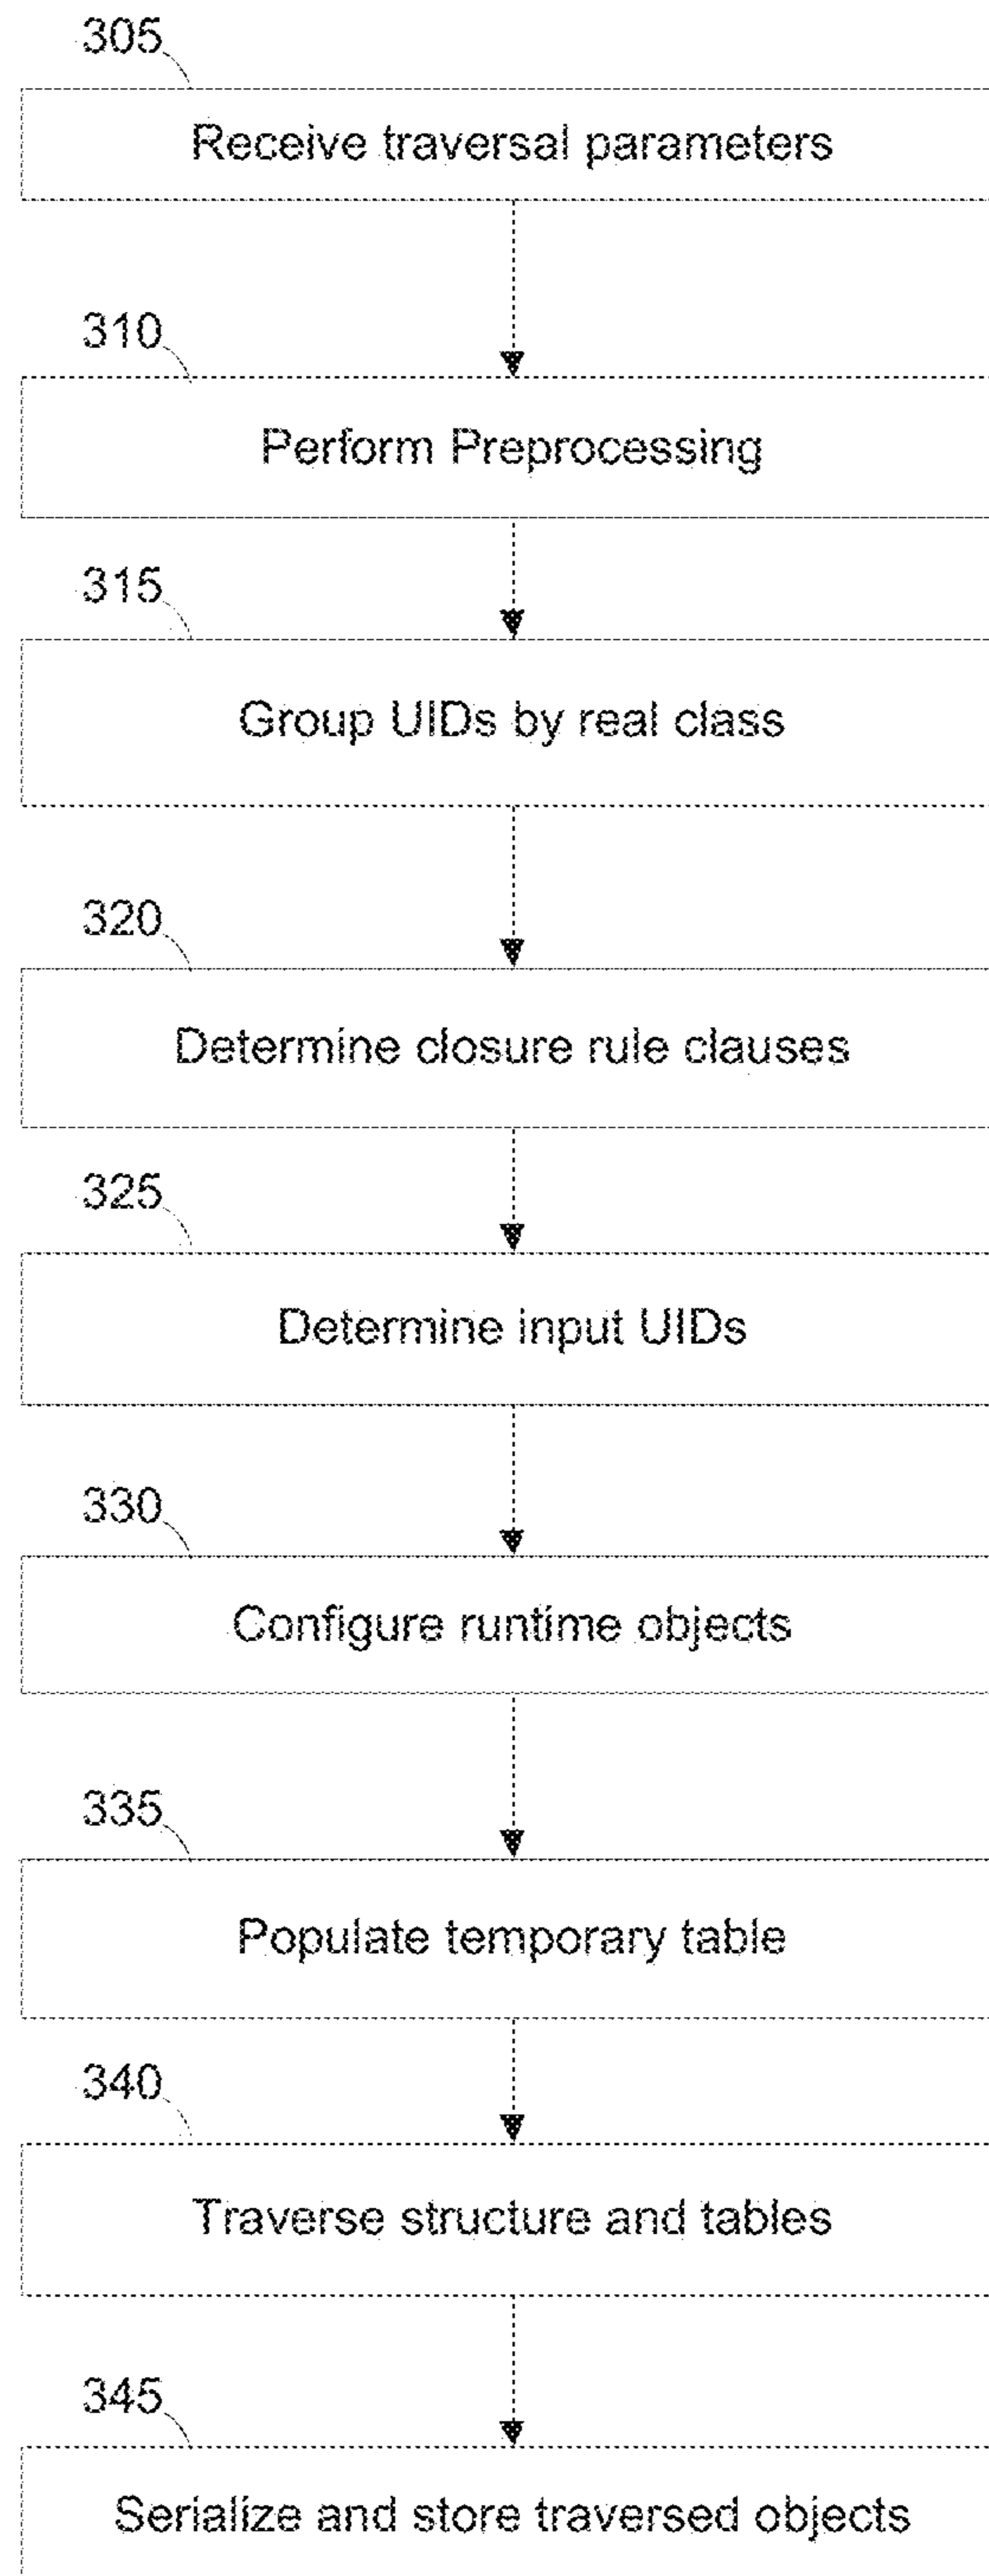 305
Receive traversal parameters
310
Perform Preprocessing
315
Group UIDs by real class
320
Determine closure rule clauses
325
Determine input UIDs
330
Configure runtime objects
335
Populate temporary table
340
Traverse structure and tables
345
Serialize and store traversed objects